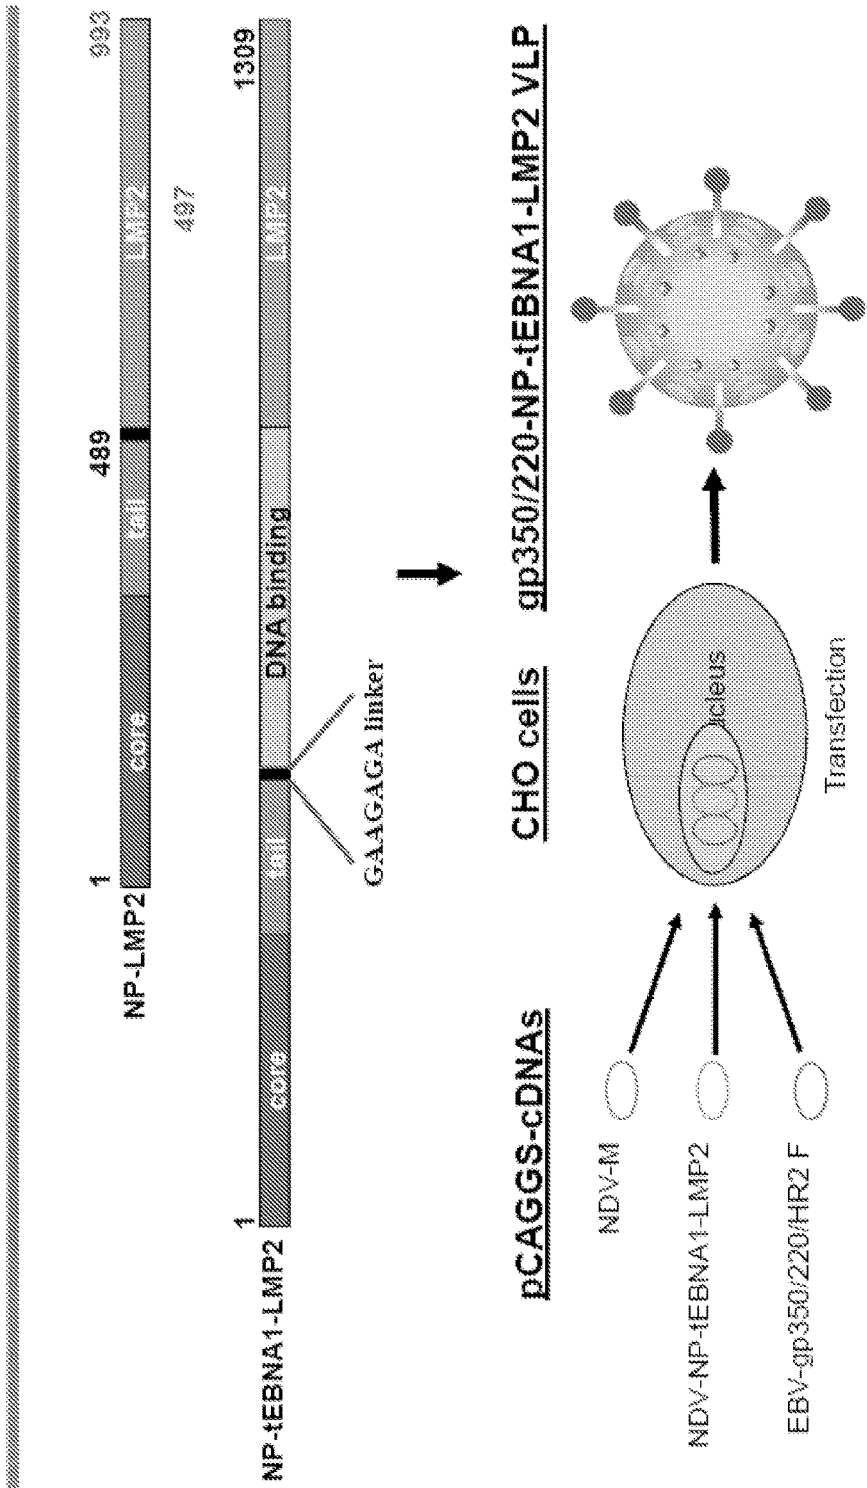 1
489
993
NP-LMP2
core
tail
LMP2
497
1
1309
NP-tEBNA1-LMP2
core
tail
DNA binding
LMP2
GAAGAGA linker
pCAGGS-cDNAs
CHO cells
gp350/220-NP-tEBNA1-LMP2 VLP
NDV-M
NDV-NP-tEBNA1-LMP2
EBV-gp350/220/HR2 F
ucleus
Transfection